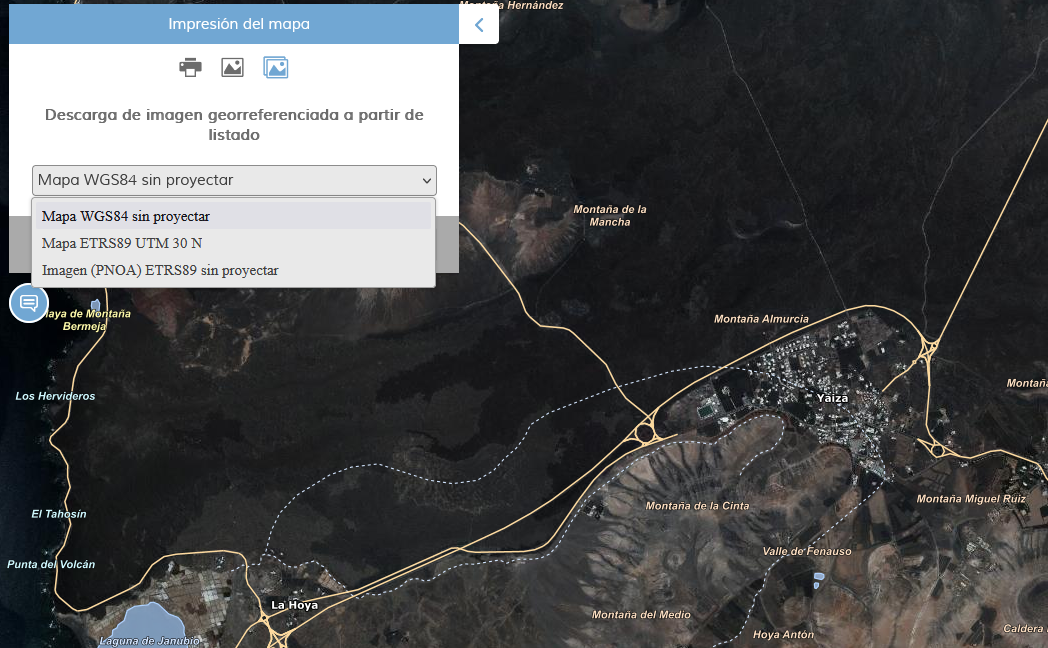 Montaña Hernández
Impresión del mapa
Descarga de imagen georreferenciada a partir de
listado
Mapa WGS84 sin proyectar
Mapa WGS84 sin proyectar
Mapa ETRS89 UTM 30 N
Imagen (PNOA) ETRS89 sin proyectar
Montaña de la
Mancha
laya de Montaña
Bermeja
Montaña Almurcia
Los Hervideros
Yaiza
Montaña
El Tahosín
Montaña de la Cinta
Montaña Miguel Ruiz
Punta del Volcán
Valle de Fenauso
La Hoya
Montaña del Medio
Laguna de Janubio
Hoya Antón
Caldera